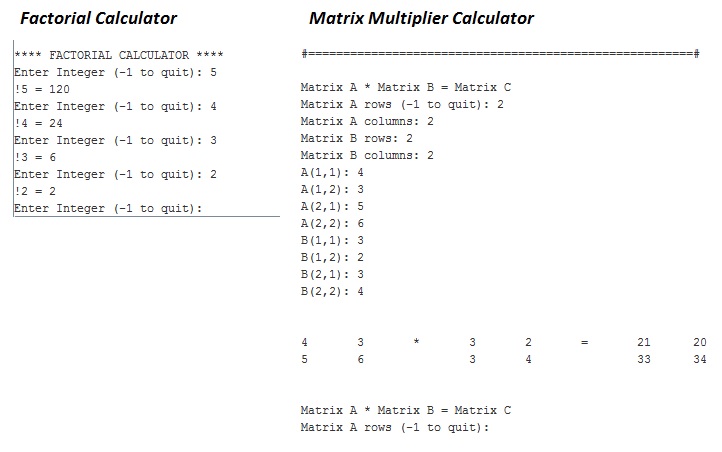 Factorial Calculator
**** FACTORIAL CALCULATOR ****
Enter Integer (-1 to quit): 5
!5 = 120
Enter Integer (-1 to quit): 4
!4 = 24
Enter Integer (-1 to quit): 3
!3 = 6
Enter Integer (-1 to quit): 2
!2 = 2
Enter Integer (-1 to quit):
Matrix Multiplier Calculator
#=======================================================#
Matrix A * Matrix B = Matrix C
Matrix A rows (-1 to quit): 2
Matrix A columns: 2
Matrix B rows: 2
Matrix B columns: 2
A(1,1): 4
A(1,2): 3
A(2,1): 5
A(2,2): 6
B(1,1): 3
B(1,2): 2
B(2,1): 3
B(2,2): 4
4 3 * 3 2 = 21 20
5 6 3 4 33 34
Matrix A * Matrix B = Matrix C
Matrix A rows (-1 to quit):